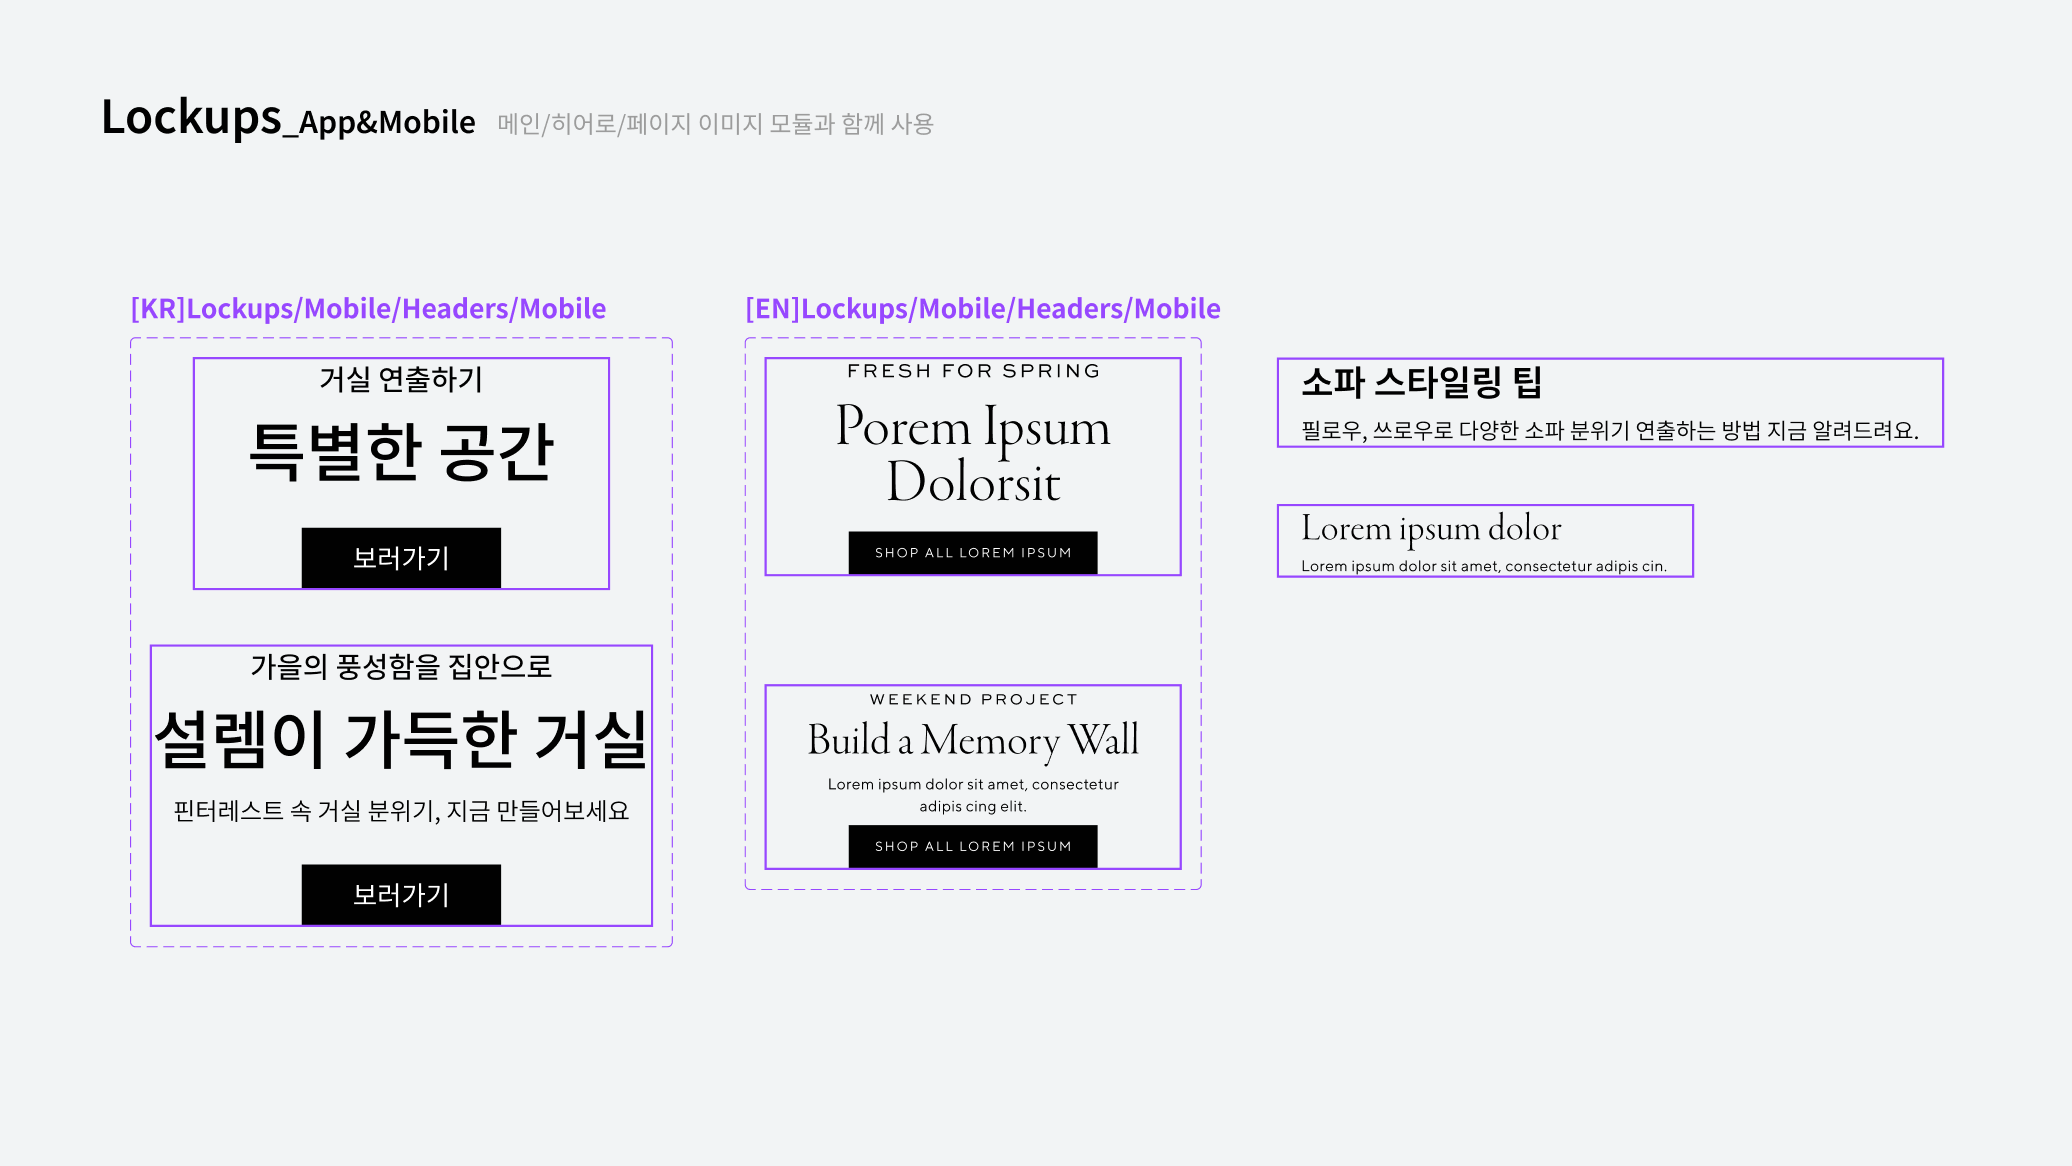 Lockups_App&Mobile 메인/히어로/페이지 이미지 모듈과 함께 사용
[KR]Lockups/Mobile/Headers/Mobile
거실 연출하기
특별한 공간
보러가기
가을의 풍성함을 집안으로
설렘이 가득한 거실
핀터레스트 속 거실 분위기, 지금 만들어보세요
보러가기
[EN]Lockups/Mobile/Headers/Mobile
FRESH FOR SPRING
Porem Ipsum
Dolorsit
SHOP ALL LOREM IPSUM
WEEKEND PROJECT
Build a Memory Wall
Lorem ipsum dolor sit amet, consectetur
adipis cing elit.
SHOP ALL LOREM IPSUM
소파 스타일링 팁
필로우, 쓰로우로 다양한 소파 분위기 연출하는 방법 지금 알려드려요.
Lorem ipsum dolor
Lorem ipsum dolor sit amet, consectetur adipis cin.